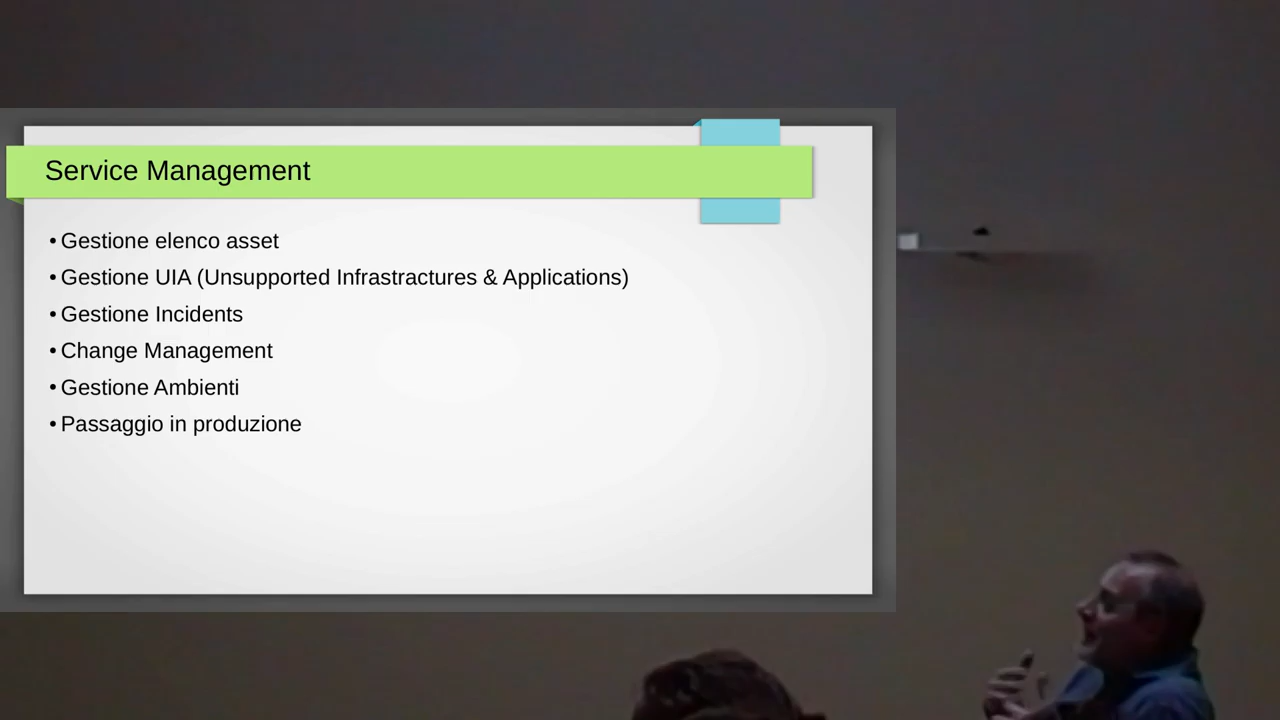 Service Management
• Gestione elenco asset
• Gestione UIA (Unsupported Infrastractures & Applications)
• Gestione Incidents
• Change Management
• Gestione Ambienti
• Passaggio in produzione